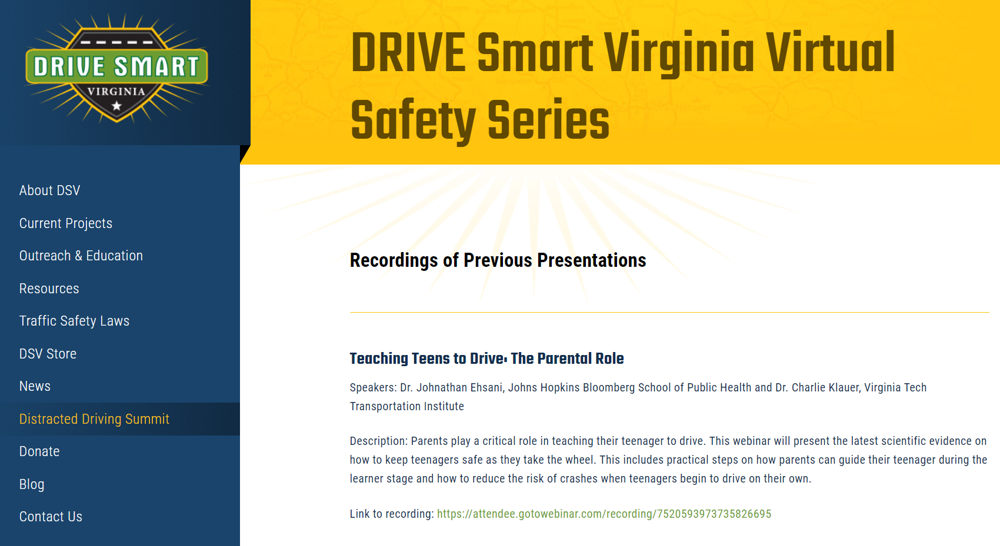 DRIVE SMART
VIRGINIA
About DSV
Current Projects
Outreach & Education
Resources
Traffic Safety Laws
DSV Store
News
Distracted Driving Summit
Donate
Blog
Contact Us
DRIVE Smart Virginia Virtual
Safety Series
Recordings of Previous Presentations
Teaching Teens to Drive: The Parental Role
Speakers: Dr. Johnathan Ehsani, Johns Hopkins Bloomberg School of Public Health and Dr. Charlie Klauer, Virginia Tech
Transportation Institute
Description: Parents play a critical role in teaching their teenager to drive. This webinar will present the latest scientific evidence on
how to keep teenagers safe as they take the wheel. This includes practical steps on how parents can guide their teenager during the
learner stage and how to reduce the risk of crashes when teenagers begin to drive on their own.
Link to recording: https://attendee.gotowebinar.com/recording/7520593973735826695